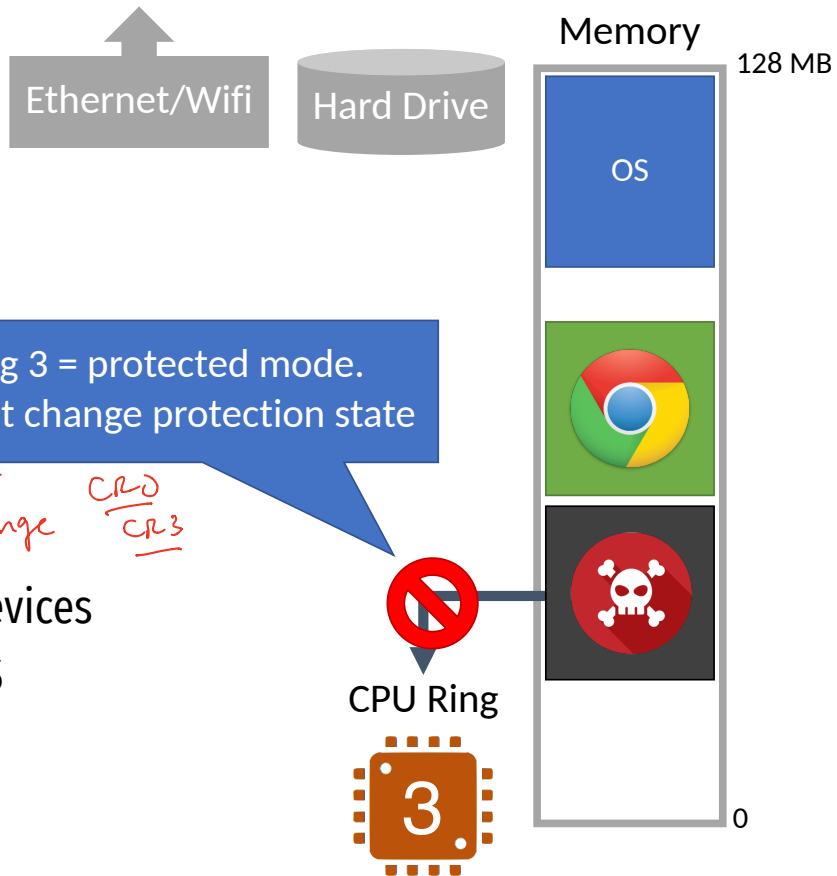 Memory
128 MB
Ethernet/Wifi
Hard Drive
OS
g 3 = protected mode.
t change protection state
CR0
nge CR3
evices
CPU Ring
3
0